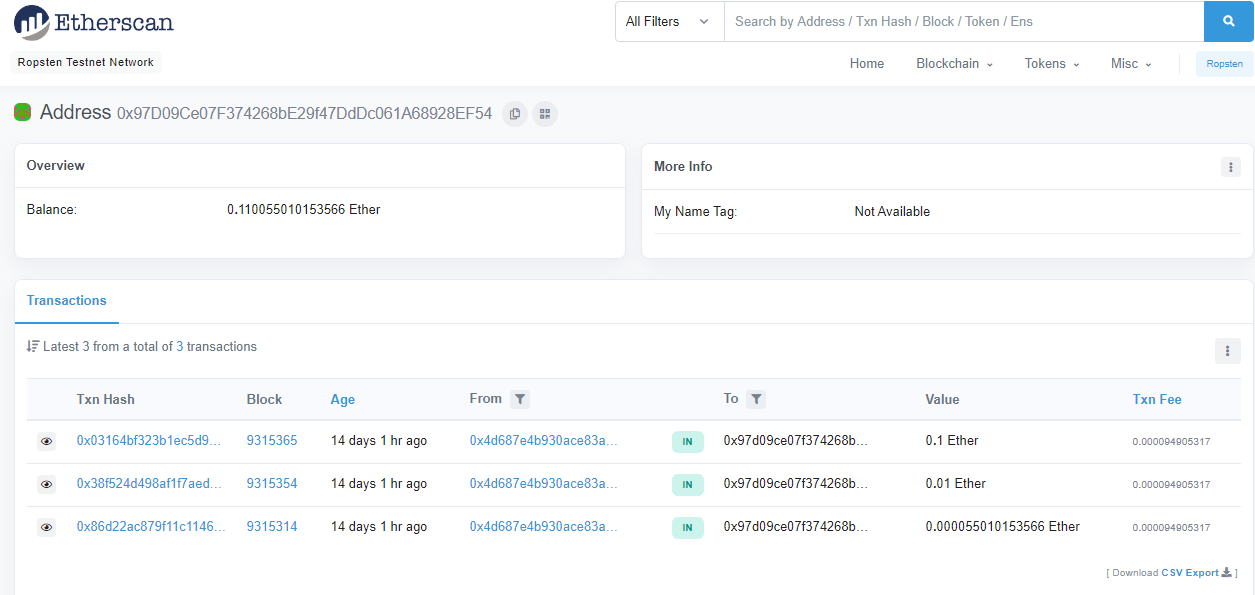 Etherscan
All Filters
Search by Address / Txn Hash / Block / Token / Ens
Ropsten Testnet Network
Home Blockchain Tokens Misc Ropsten
Address 0x97D09Ce07F374268bE29f47DdDc061A68928EF54
Overview
Balance: 0.110055010153566 Ether
More Info
My Name Tag: Not Available
Transactions
Latest 3 from a total of 3 transactions
Txn Hash Block Age From To Value Txn Fee
0x03164bf323b1ec5d9... 9315365 14 days 1 hr ago 0x4d687e4b930ace83a... IN 0x97d09ce07f374268b... 0.1 Ether 0.000094905317
0x38f524d498af1f7aed... 9315354 14 days 1 hr ago 0x4d687e4b930ace83a... IN 0x97d09ce07f374268b... 0.01 Ether 0.000094905317
0x86d22ac879f11c1146... 9315314 14 days 1 hr ago 0x4d687e4b930ace83a... IN 0x97d09ce07f374268b... 0.000055010153566 Ether 0.000094905317
[ Download CSV Export ]